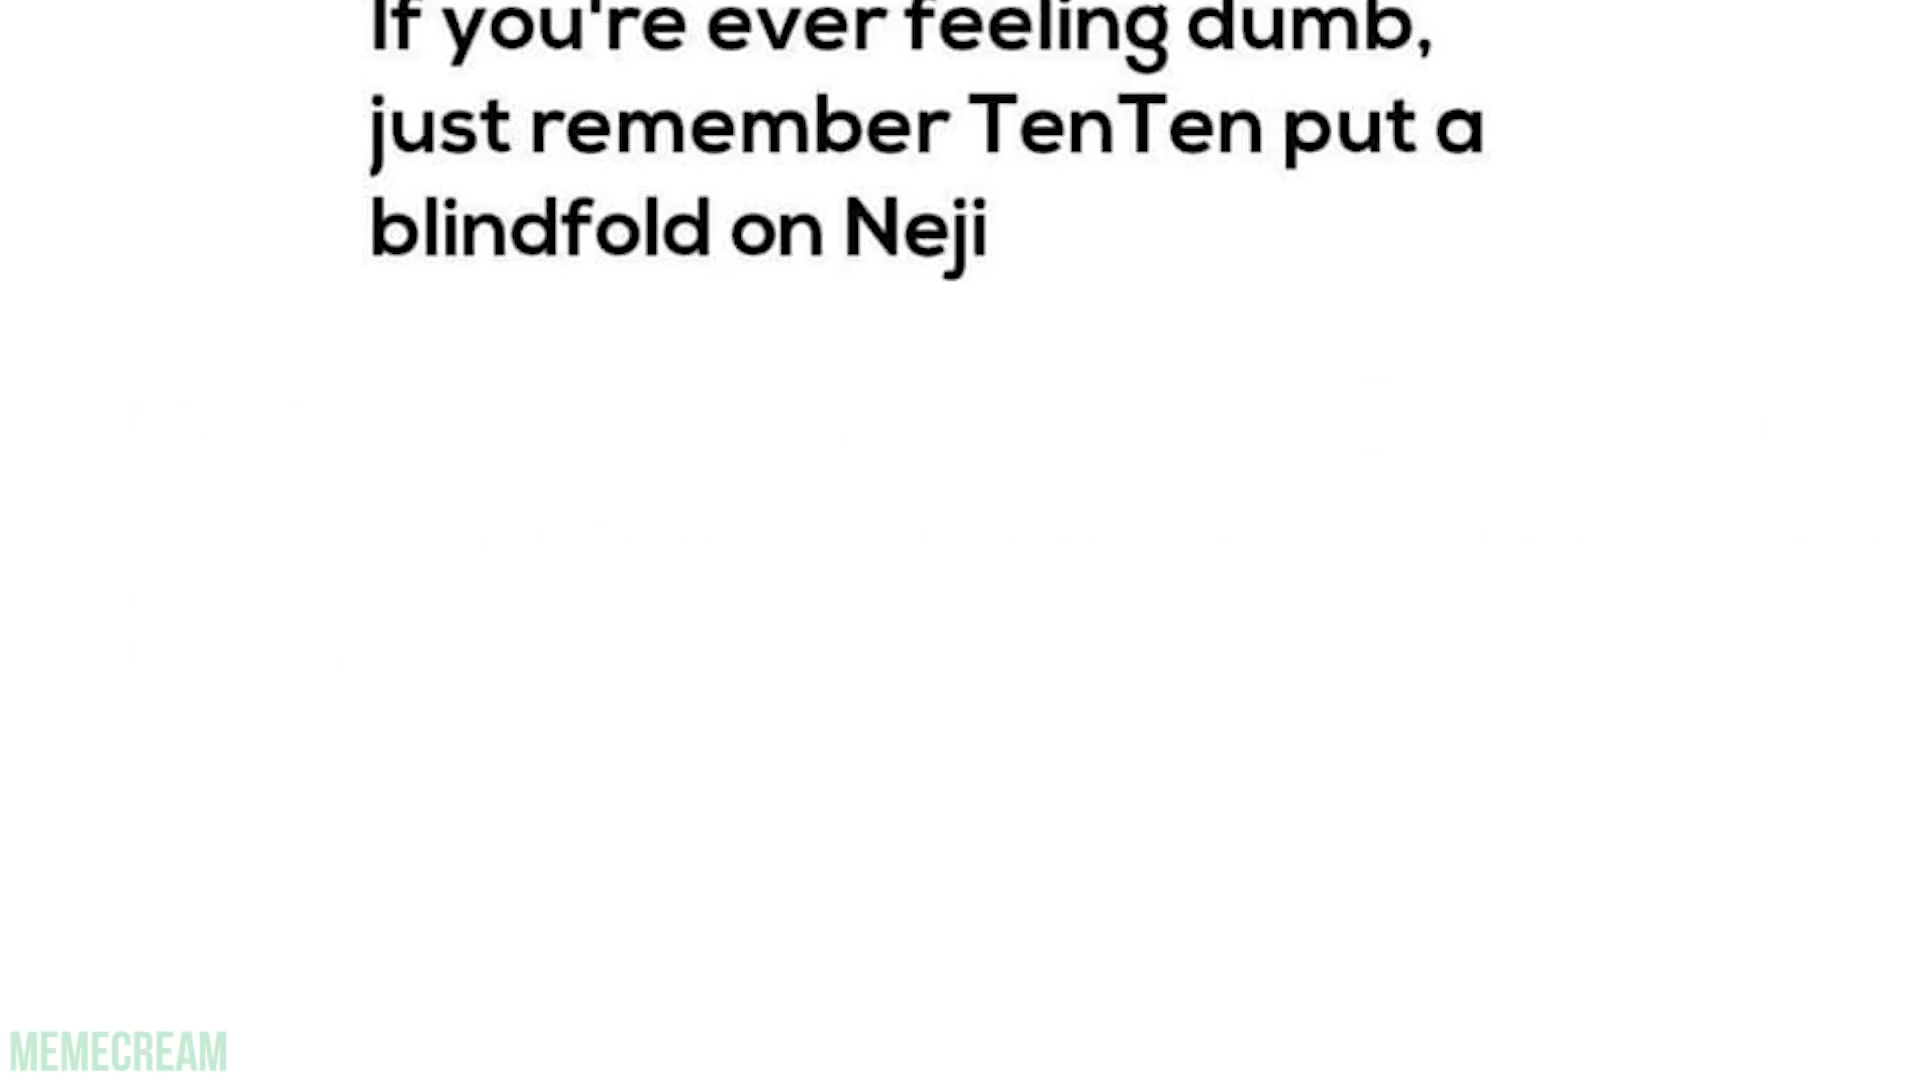 If you're ever feeling dumb,
just remember TenTen put a
blindfold on Neji
MEMECREAM